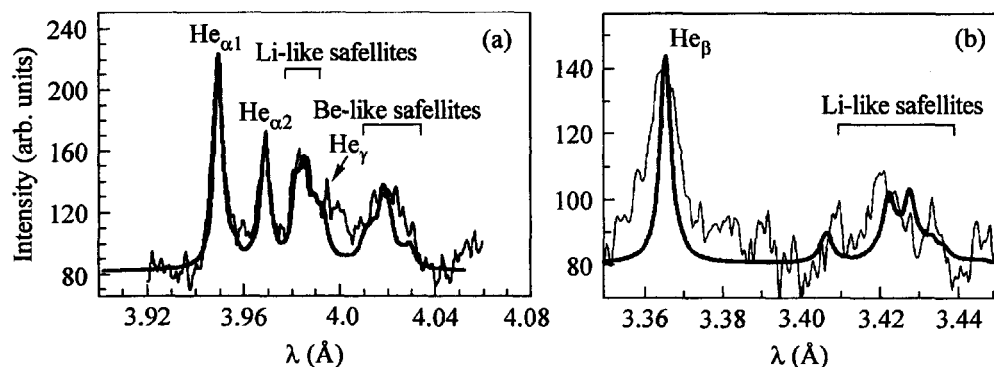 Intensity (arb. units)
240
200
160
120
80
3.92
3.96
4.00
4.04
4.08
λ (Å)
(a)
Heα1
Heα2
Li-like safellites
Be-like safellites
Heγ
140
120
100
80
3.36
3.38
3.40
3.42
3.44
λ (Å)
(b)
Heβ
Li-like safellites